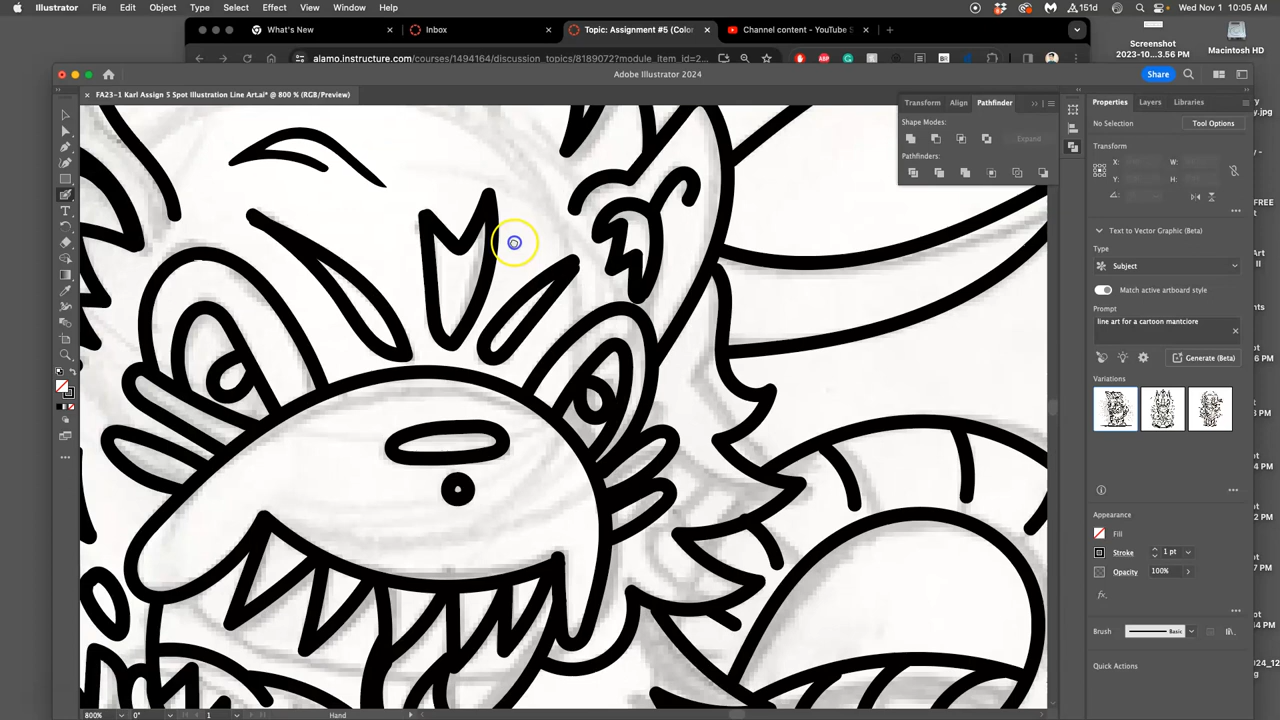 Illustrator File Edit Object Type Select Effect View Window Help
151d Wed Nov 1 10:05 AM
What's New Inbox Topic: Assignment #5 (Color Channel content - YouTube S
alamo.instructure.com/courses/1494164/discussion_topics/8189072?module_item_id=2...
Screenshot
2023-10...3.56 PM
Macintosh HD
Adobe Illustrator 2024
Share
FA23-1 Karl Assign 5 Spot Illustration Line Art.ai* @ 800 % (RGB/Preview)
Transform Align Pathfinder
Shape Modes:
Expand
Pathfinders:
Properties Layers Libraries
No Selection Tool Options
Transform
X: W:
Y: H:
Text to Vector Graphic (Beta)
Type
Subject
Match active artboard style
Prompt
line art for a cartoon mantciore
Generate (Beta)
Variations
Appearance
Fill
Stroke 1 pt
Opacity 100%
fx
Brush Basic
Quick Actions
800% 0° 1 Hand